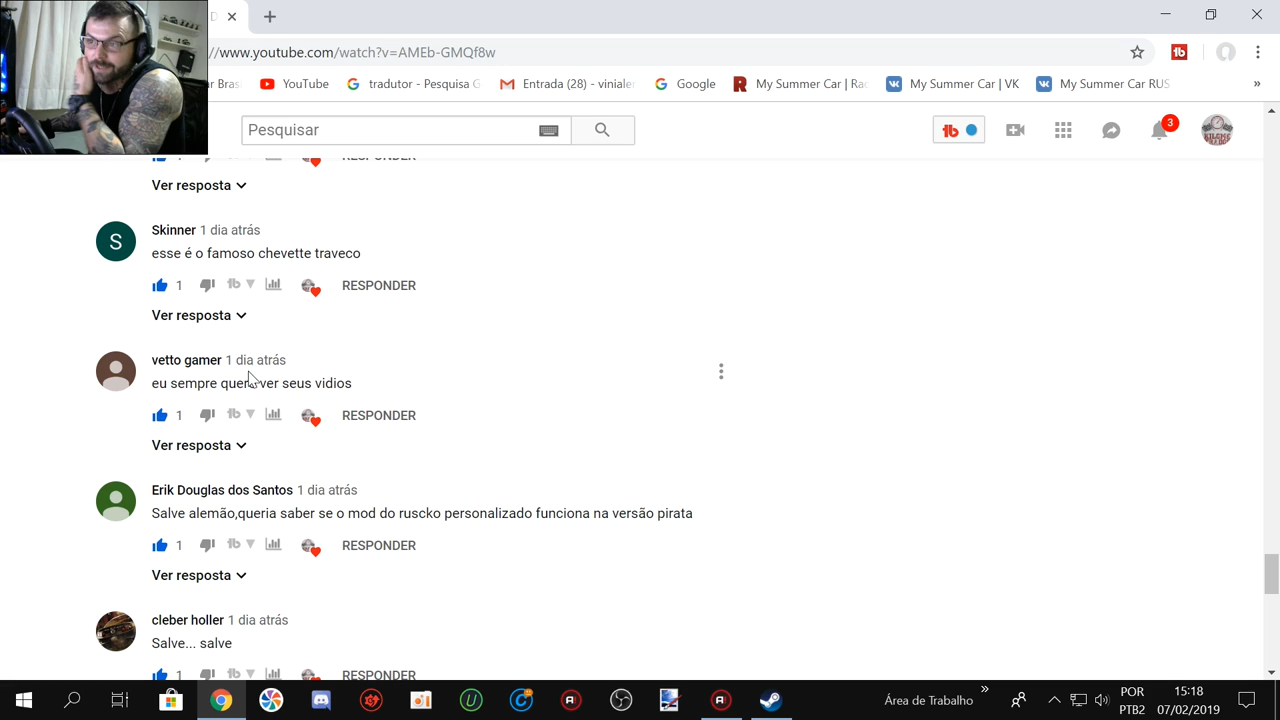 //www.youtube.com/watch?v=AMEb-GMQf8w
ar Bras
YouTube
tradutor - Pesquisa G
Entrada (28) - viniale
Google
My Summer Car | Rac
My Summer Car | VK
My Summer Car RUS
»
Pesquisar
3
RESPONDER
Ver resposta
S
Skinner 1 dia atrás
esse é o famoso chevette traveco
1 RESPONDER
Ver resposta
vetto gamer 1 dia atrás
eu sempre ver seus vidios
1 RESPONDER
Ver resposta
Erik Douglas dos Santos 1 dia atrás
Salve alemão,queria saber se o mod do ruscko personalizado funciona na versão pirata
1 RESPONDER
Ver resposta
cleber holler 1 dia atrás
Salve... salve
1 RESPONDER
Área de Trabalho
»
POR
PTB2
15:18
07/02/2019